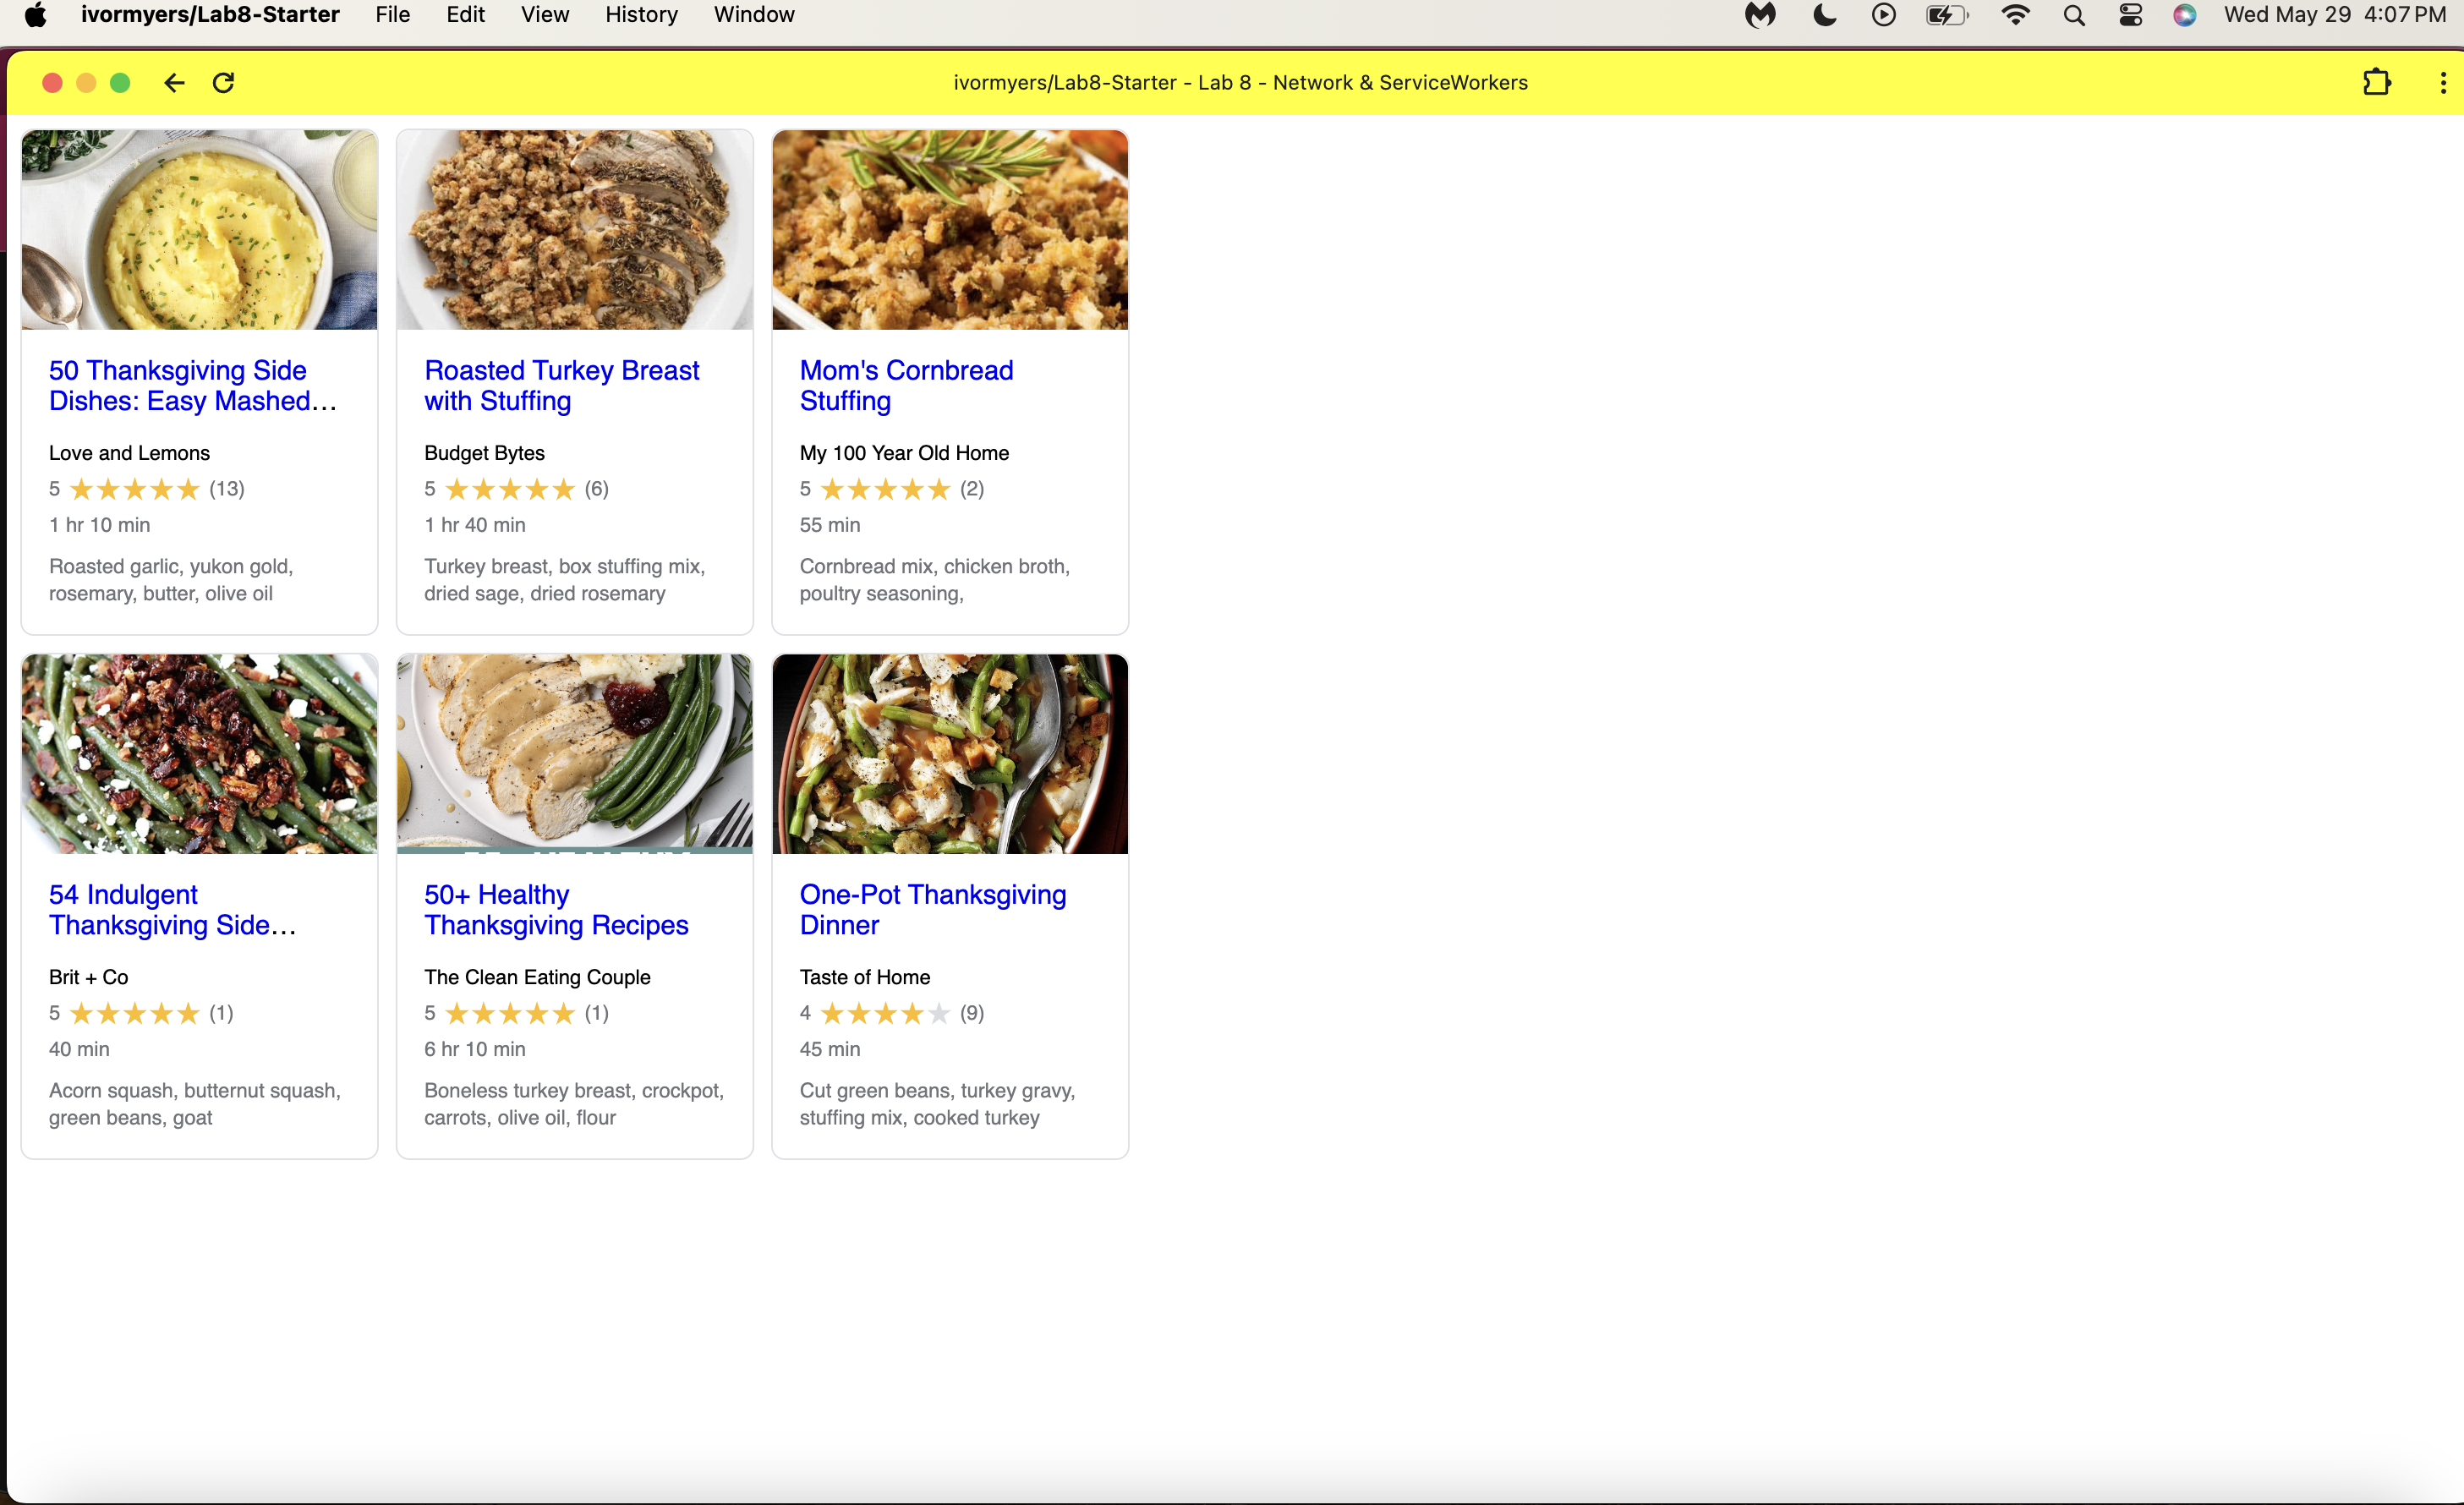 ivormyers/Lab8-Starter File Edit View History Window Wed May 29 4:07 PM
ivormyers/Lab8-Starter - Lab 8 - Network & ServiceWorkers
50 Thanksgiving Side
Dishes: Easy Mashed...
Love and Lemons
5 ★★★★★ (13)
1 hr 10 min
Roasted garlic, yukon gold,
rosemary, butter, olive oil
Roasted Turkey Breast
with Stuffing
Budget Bytes
5 ★★★★★ (6)
1 hr 40 min
Turkey breast, box stuffing mix,
dried sage, dried rosemary
Mom's Cornbread
Stuffing
My 100 Year Old Home
5 ★★★★★ (2)
55 min
Cornbread mix, chicken broth,
poultry seasoning,
54 Indulgent
Thanksgiving Side...
Brit + Co
5 ★★★★★ (1)
40 min
Acorn squash, butternut squash,
green beans, goat
50+ Healthy
Thanksgiving Recipes
The Clean Eating Couple
5 ★★★★★ (1)
6 hr 10 min
Boneless turkey breast, crockpot,
carrots, olive oil, flour
One-Pot Thanksgiving
Dinner
Taste of Home
4 ★★★★★ (9)
45 min
Cut green beans, turkey gravy,
stuffing mix, cooked turkey